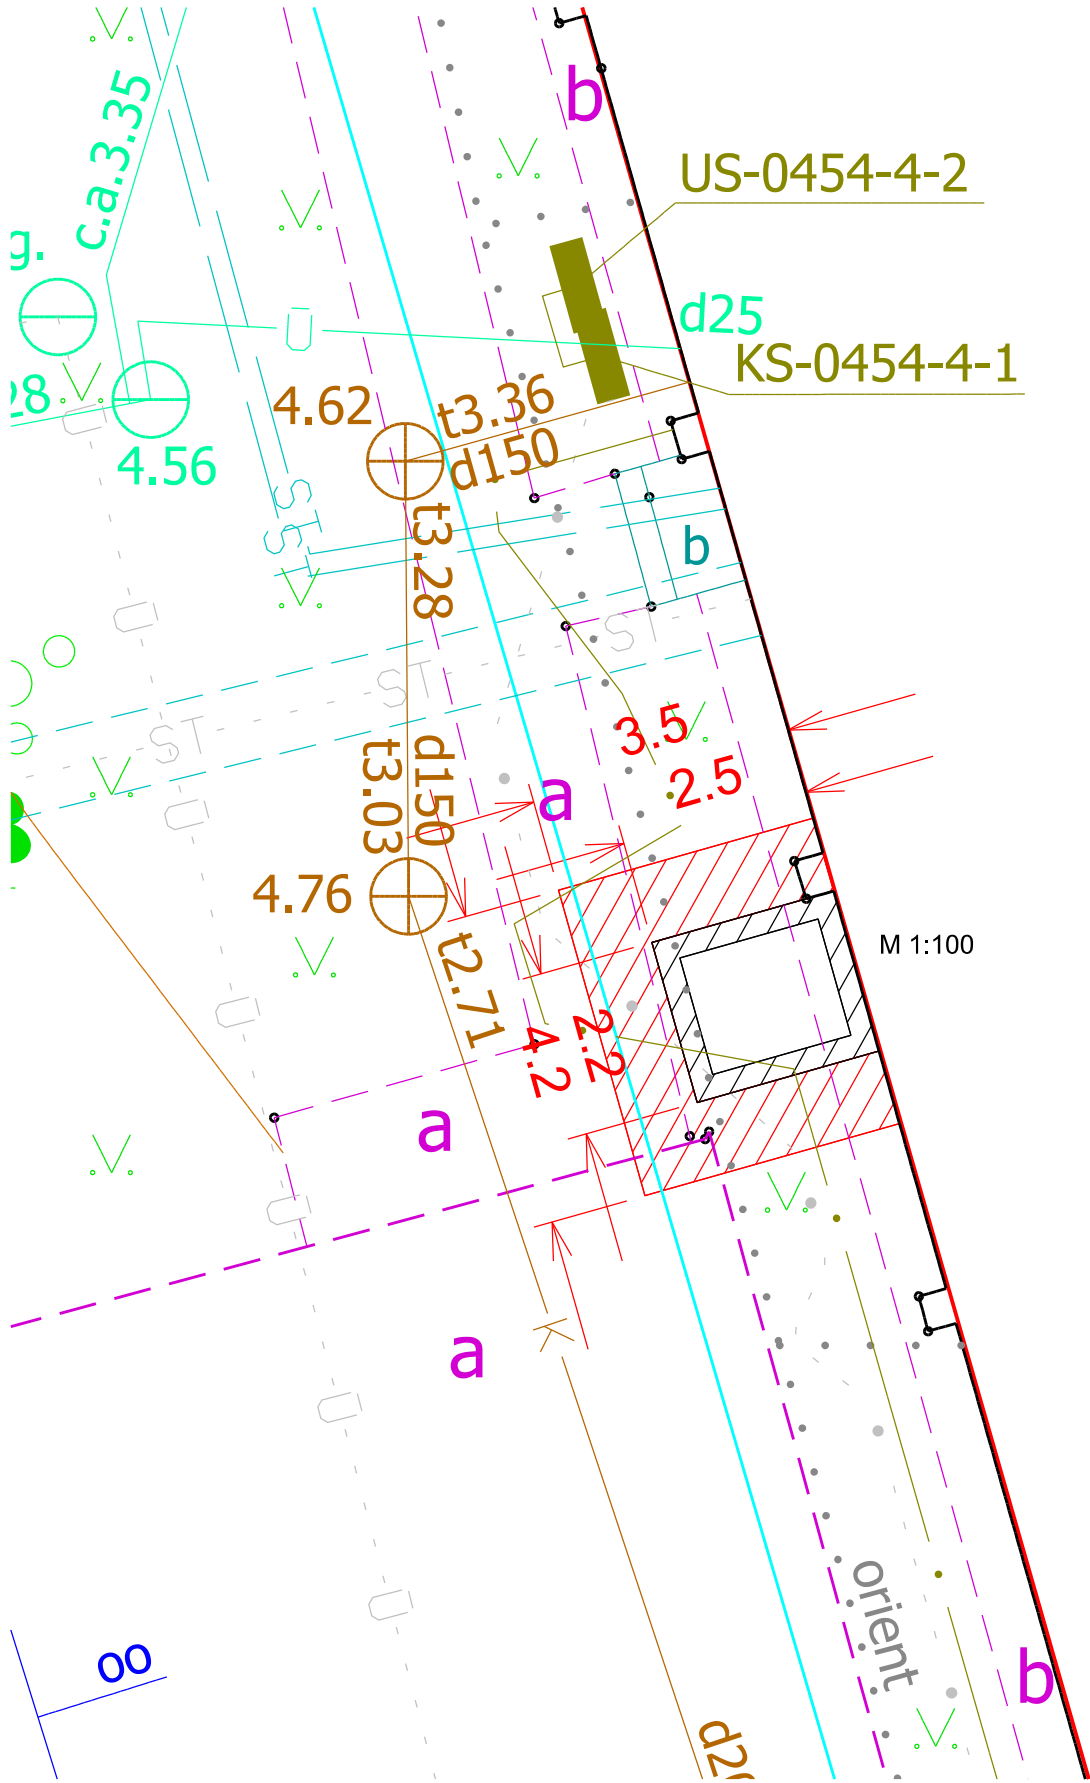 b
c.a.3.35
US-0454-4-2
g.
U
d25
KS-0454-4-1
28
4.62
t3.36
d150
4.56
U
ST
ST
t3.28
b
U
ST
ST
ST
3.5
2.5
t3.03
d150
a
U
4.76
M 1:100
t2.71
U
4.2
2.2
a
U
K
a
U
orient
U
oo
b